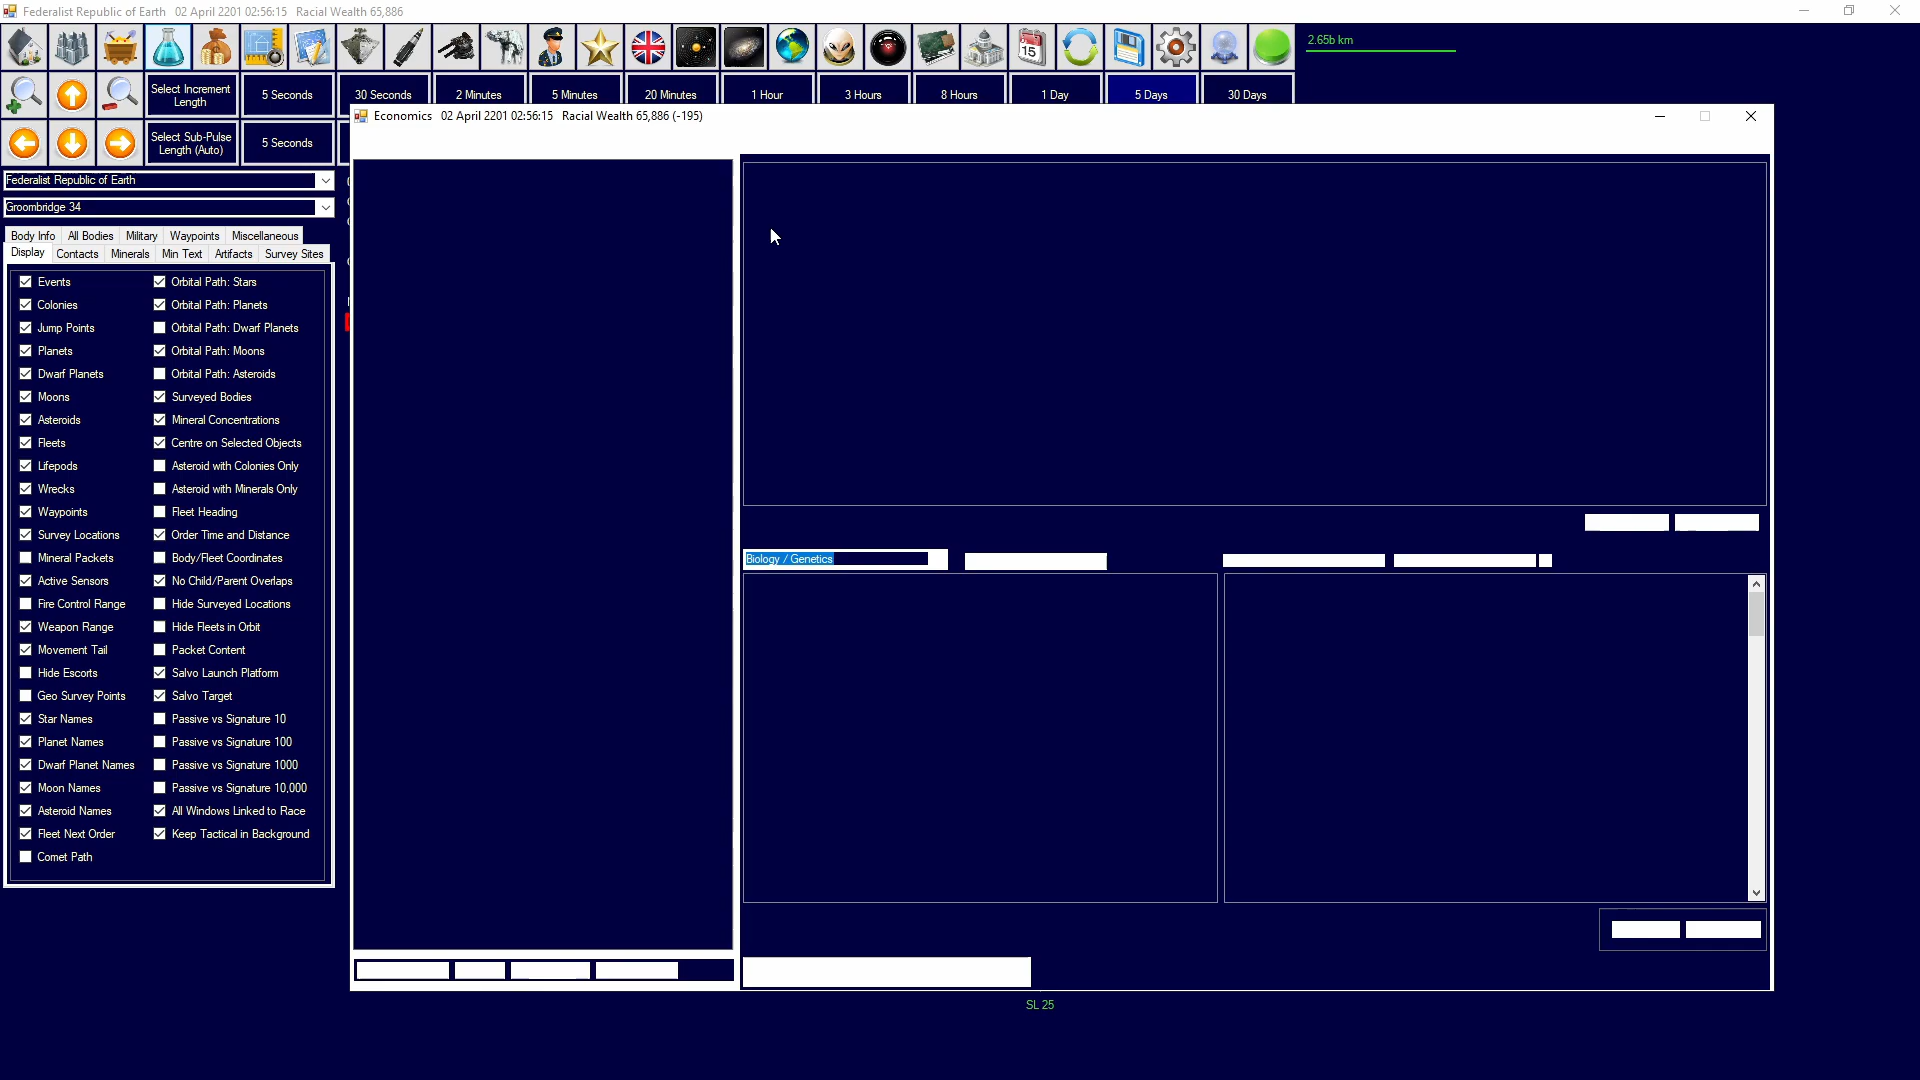 Federalist Republic of Earth 02 April 2201 02:56:15 Racial Wealth 65,886
15
2.65b km
Select Increment Length
5 Seconds
30 Seconds
2 Minutes
5 Minutes
20 Minutes
1 Hour
3 Hours
8 Hours
1 Day
5 Days
30 Days
Select Sub-Pulse Length (Auto)
5 Seconds
Economics 02 April 2201 02:56:15 Racial Wealth 65,886 (-195)
Federalist Republic of Earth
Groombridge 34
Body Info All Bodies Military Waypoints Miscellaneous
Display Contacts Minerals Min Text Artifacts Survey Sites
Events Orbital Path: Stars
Colonies Orbital Path: Planets
Jump Points Orbital Path: Dwarf Planets
Planets Orbital Path: Moons
Dwarf Planets Orbital Path: Asteroids
Moons Surveyed Bodies
Asteroids Mineral Concentrations
Fleets Centre on Selected Objects
Lifepods Asteroid with Colonies Only
Wrecks Asteroid with Minerals Only
Waypoints Fleet Heading
Survey Locations Order Time and Distance
Mineral Packets Body/Fleet Coordinates
Active Sensors No Child/Parent Overlaps
Fire Control Range Hide Surveyed Locations
Weapon Range Hide Fleets in Orbit
Movement Tail Packet Content
Hide Escorts Salvo Launch Platform
Geo Survey Points Salvo Target
Star Names Passive vs Signature 10
Planet Names Passive vs Signature 100
Dwarf Planet Names Passive vs Signature 1000
Moon Names Passive vs Signature 10,000
Asteroid Names All Windows Linked to Race
Fleet Next Order Keep Tactical in Background
Comet Path
Biology / Genetics
SL 25